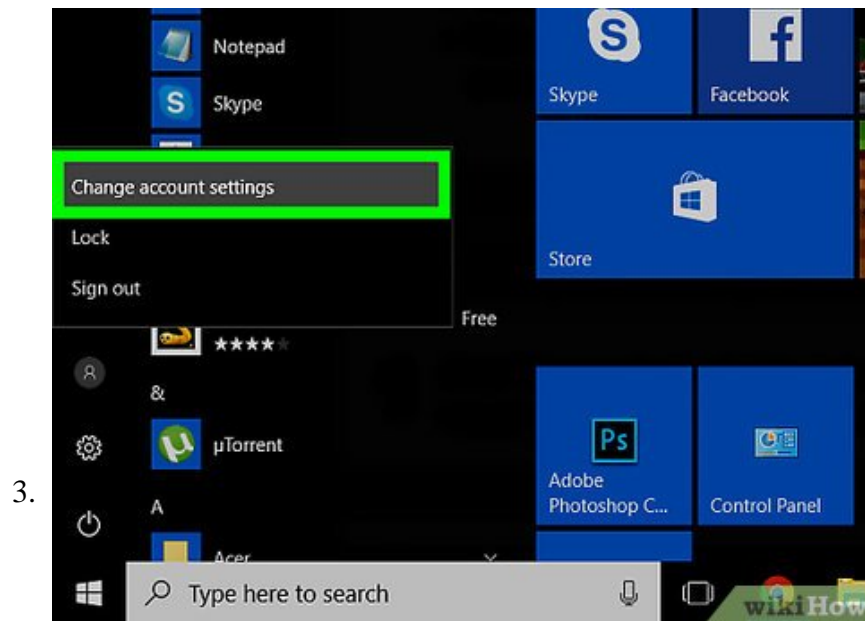 Notepad
Skype
Change account settings
Lock
Sign out
Free
&
µTorrent
A
Acer
Type here to search
S
f
Skype
Facebook
Store
Ps
Adobe
Photoshop C...
Control Panel
3.
wikiHow